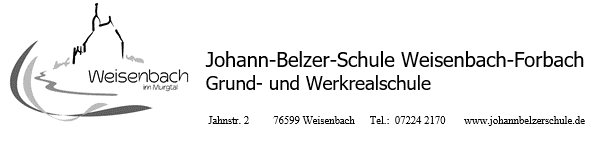 Weisenbach
im Murgtal
Johann-Belzer-Schule Weisenbach-Forbach
Grund- und Werkrealschule
Jahnstr. 2 76599 Weisenbach Tel.: 07224 2170 www.johannbelzerschule.de